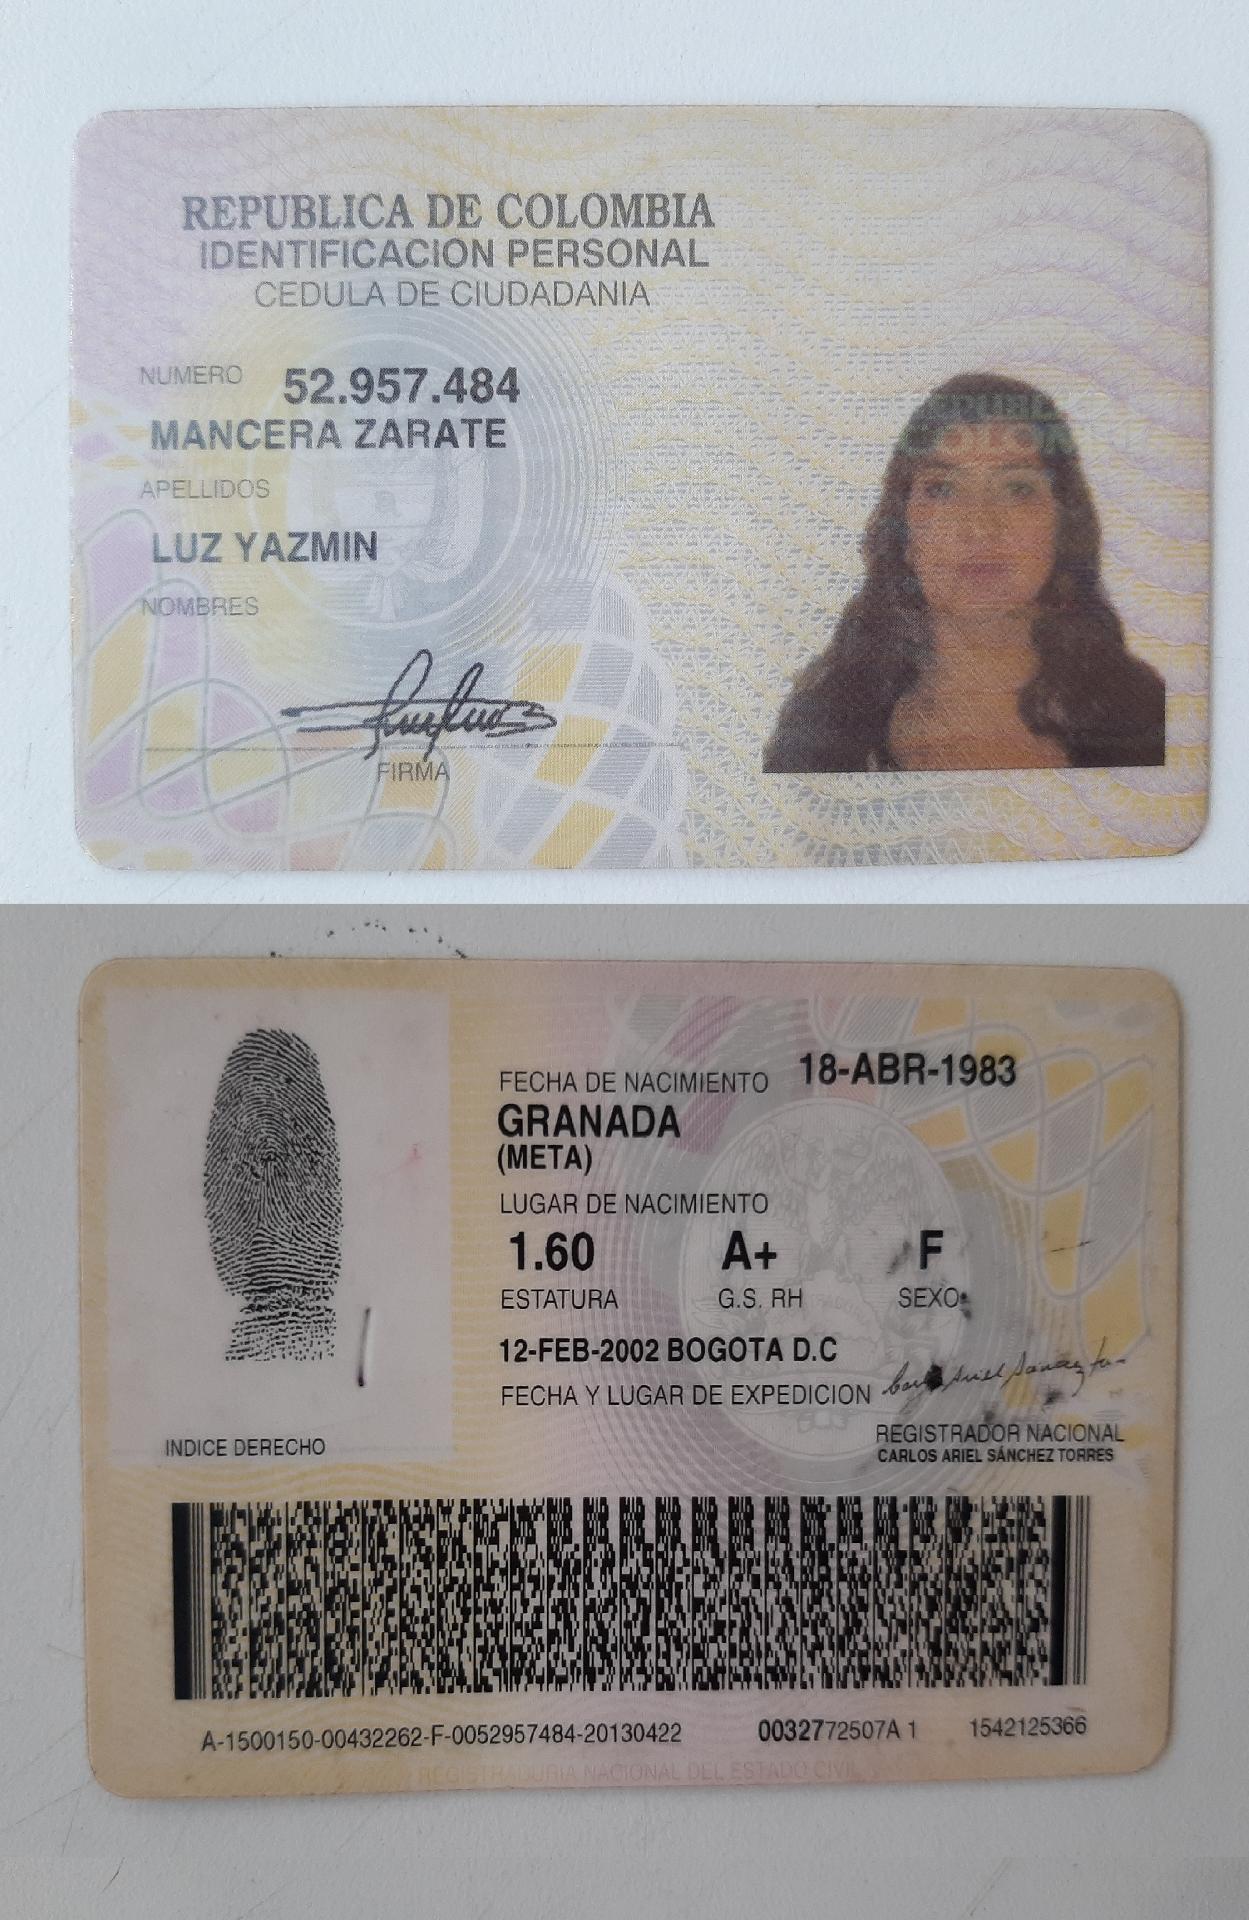 REPUBLICA DE COLOMBIA
IDENTIFICACION PERSONAL
CEDULA DE CIUDADANIA
NUMERO 52.957.484
MANCERA ZARATE
APELLIDOS
LUZ YAZMIN
NOMBRES
FIRMA
FECHA DE NACIMIENTO 18-ABR-1983
GRANADA
(META)
LUGAR DE NACIMIENTO
1.60 A+ F
ESTATURA G.S. RH SEXO
12-FEB-2002 BOGOTA D.C
FECHA Y LUGAR DE EXPEDICION
REGISTRADOR NACIONAL
CARLOS ARIEL SÁNCHEZ TORRES
INDICE DERECHO
A-1500150-00432262-F-0052957484-20130422 0032772507A 1 1542125366
REGISTRADURIA NACIONAL DEL ESTADO CIVIL